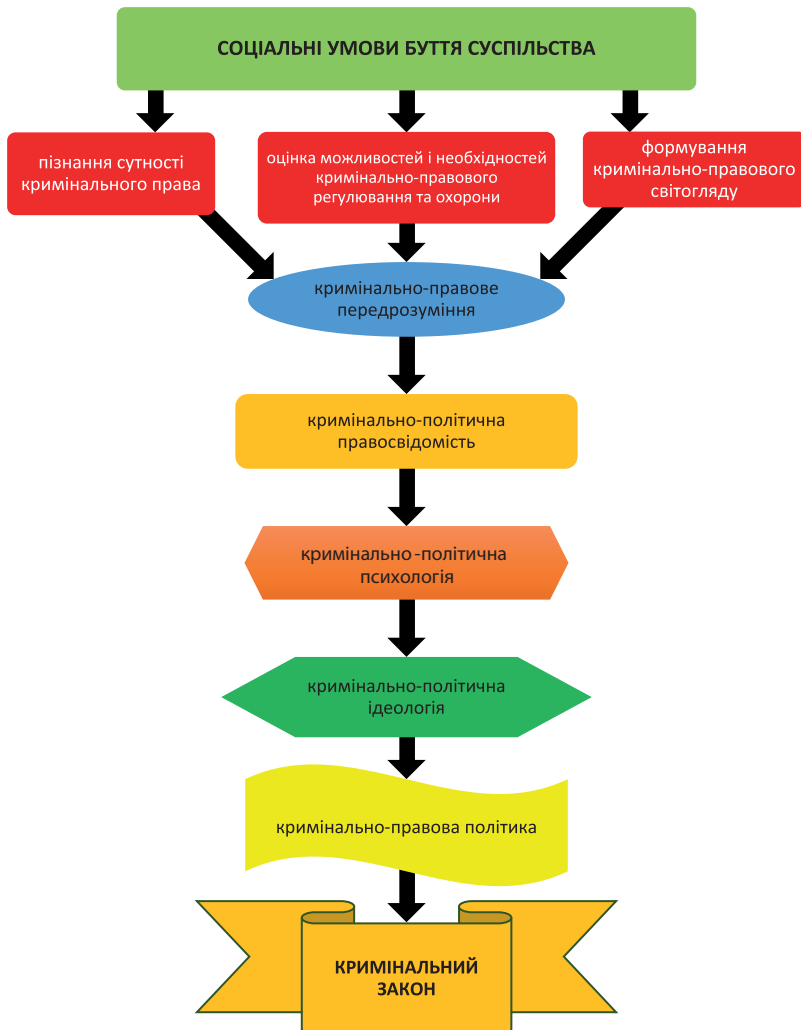 СОЦІАЛЬНІ УМОВИ БУТТЯ СУСПІЛЬСТВА
пізнання сутності
кримінального права
оцінка можливостей і необхідностей
кримінально-правового
регулювання та охорони
формування
кримінально-правового
світогляду
кримінально-правове
передрозуміння
кримінально-політична
правосвідомість
кримінально-політична
психологія
кримінально-політична
ідеологія
кримінально-правова політика
КРИМІНАЛЬНИЙ
ЗАКОН